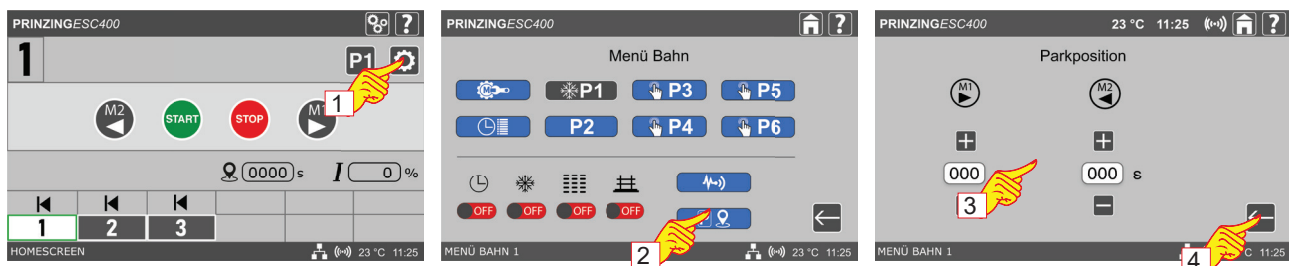 PRINZINGESC400 ?
1
P1
1
M2 START STOP M1
0000 s I 0 %
1 2 3
HOMESCREEN 23 °C 11:25
PRINZINGESC400 ?
Menü Bahn
M P1 P3 P5
P2 P4 P6
OFF OFF OFF OFF
P
2
MENÜ BAHN 1 23 °C 11:25
PRINZINGESC400 23 °C 11:25 ?
Parkposition
M1 M2
000 000 s
3
MENÜ BAHN 1 °C 11:25
4